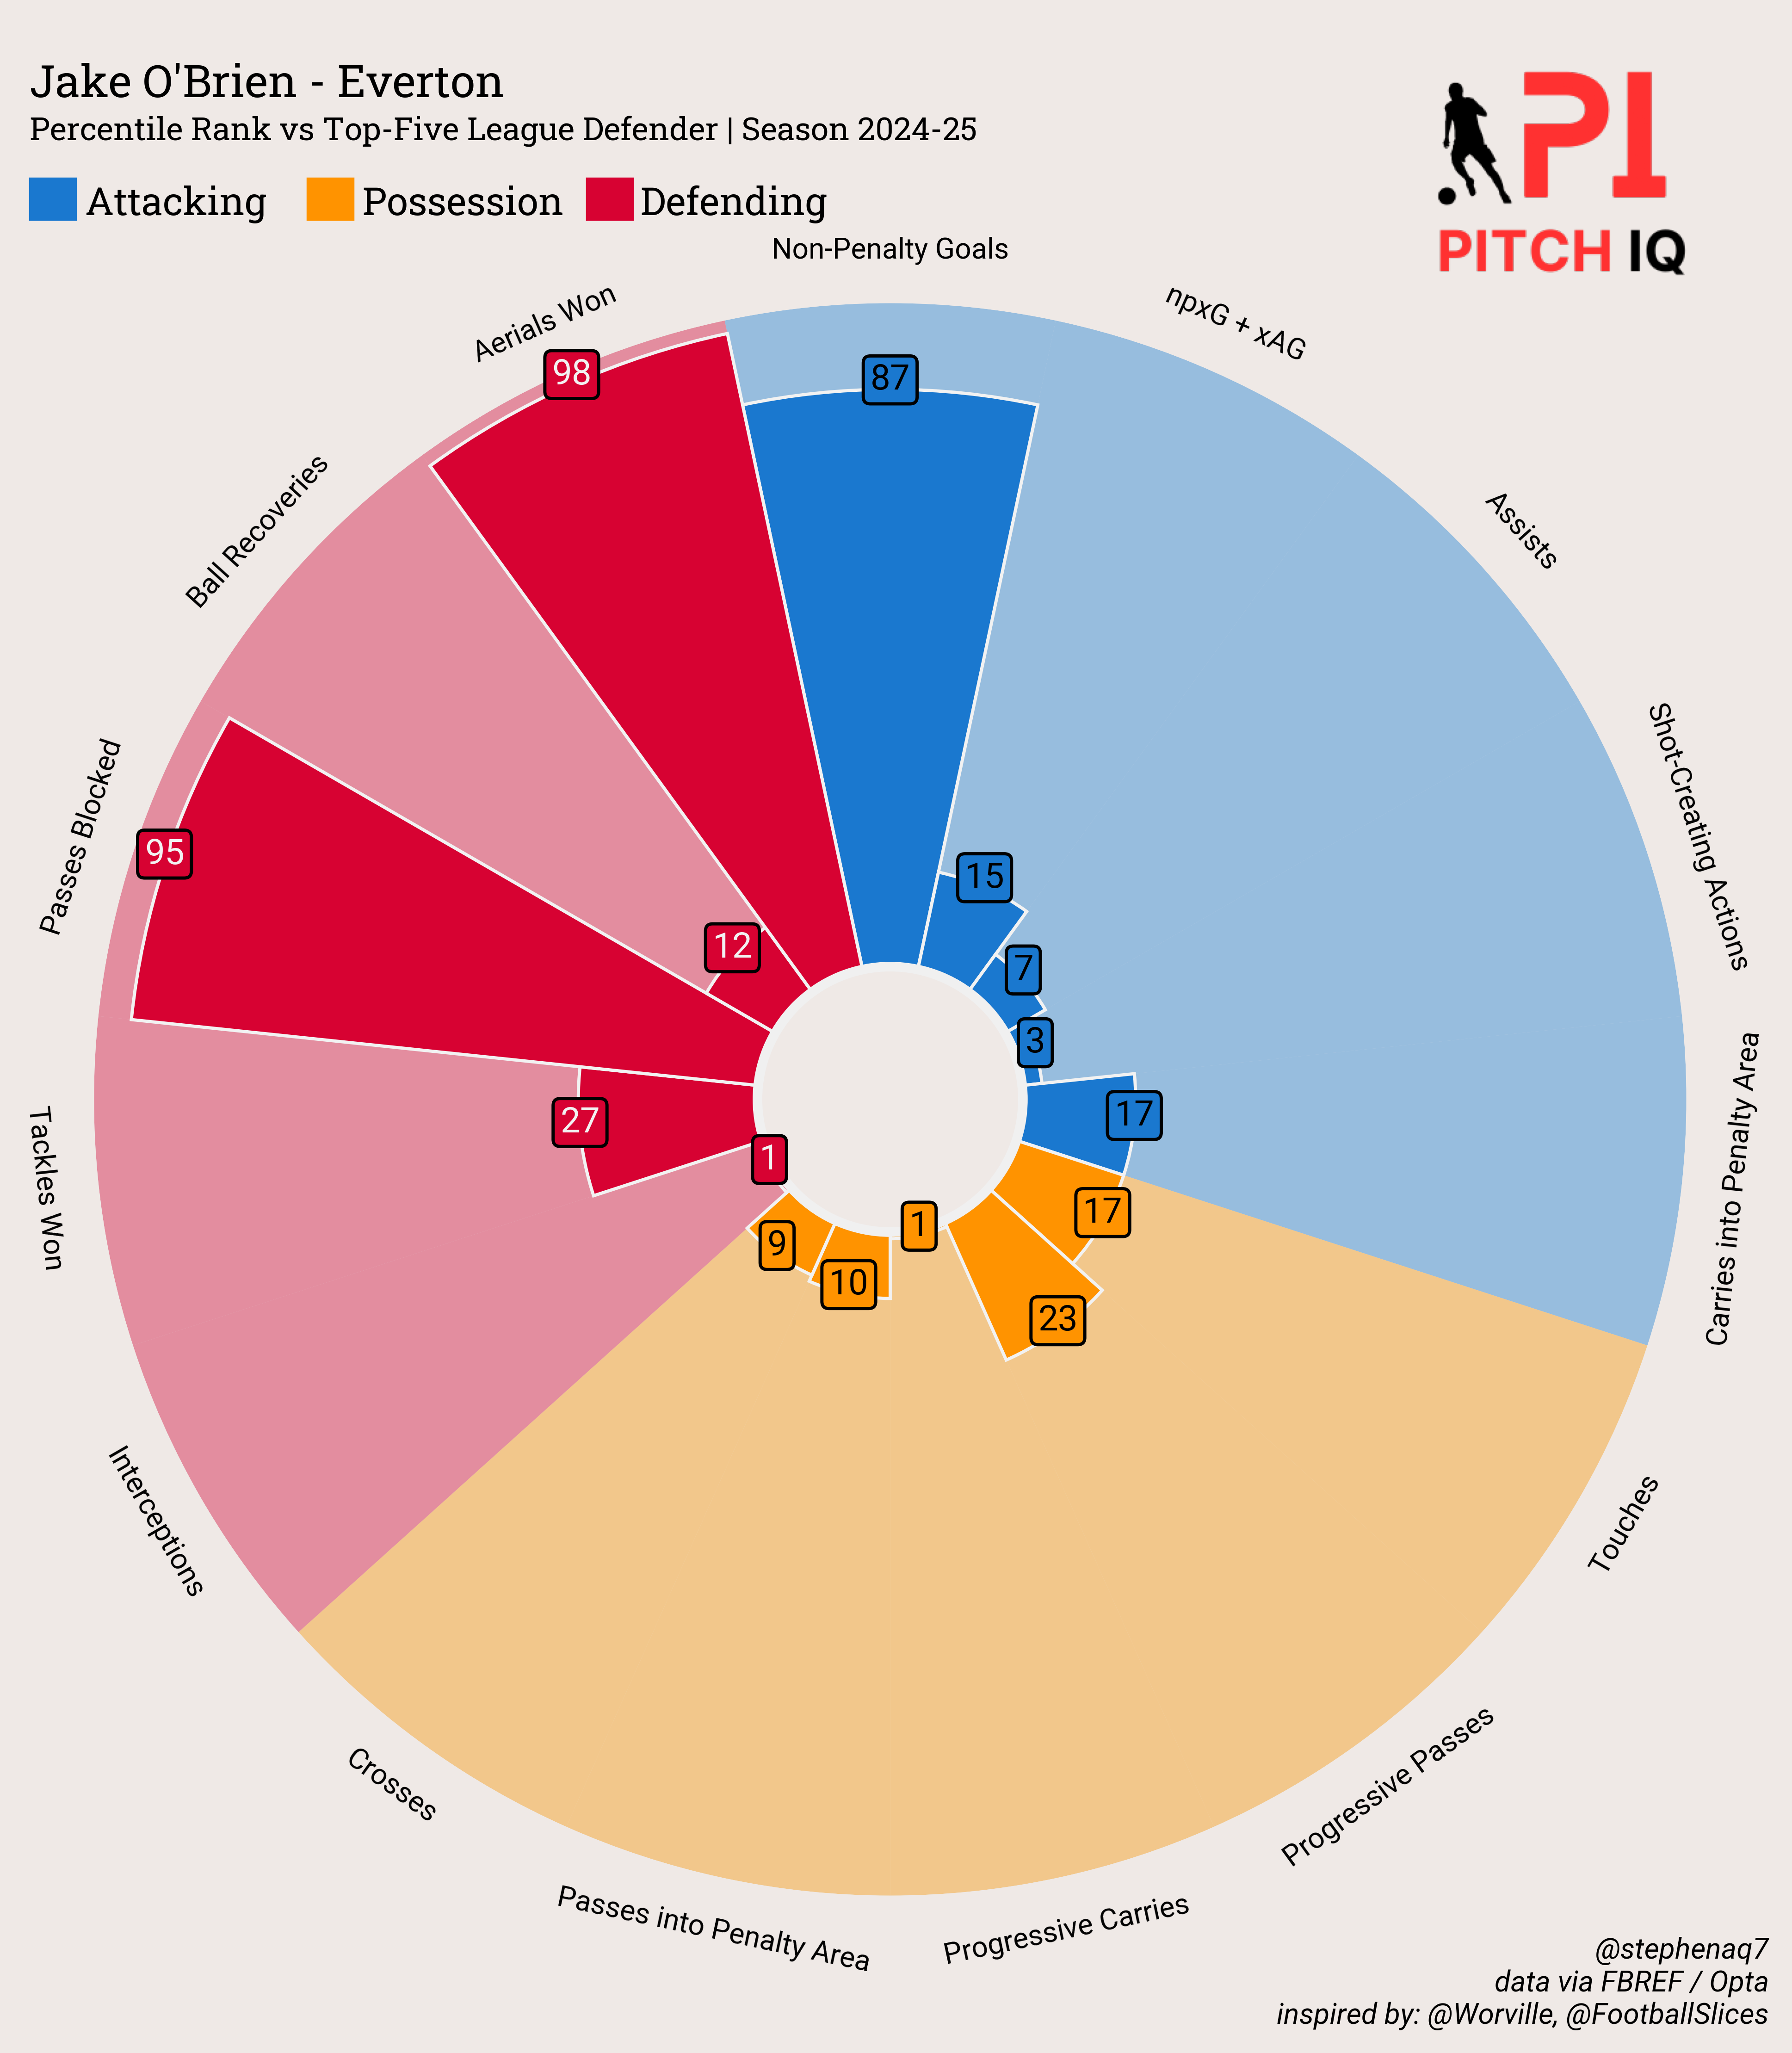 Jake O'Brien - Everton
Percentile Rank vs Top-Five League Defender | Season 2024-25
Attacking
Possession
Defending
PI
PITCH IQ
Non-Penalty Goals
87
npxG + xAG
15
Assists
7
Shot-Creating Actions
3
Carries into Penalty Area
17
Touches
17
Progressive Passes
23
Progressive Carries
1
Passes into Penalty Area
10
Crosses
9
Interceptions
1
Tackles Won
27
Passes Blocked
95
Ball Recoveries
12
Aerials Won
98
@stephenaq7
data via FBREF / Opta
inspired by: @Worville, @FootballSlices